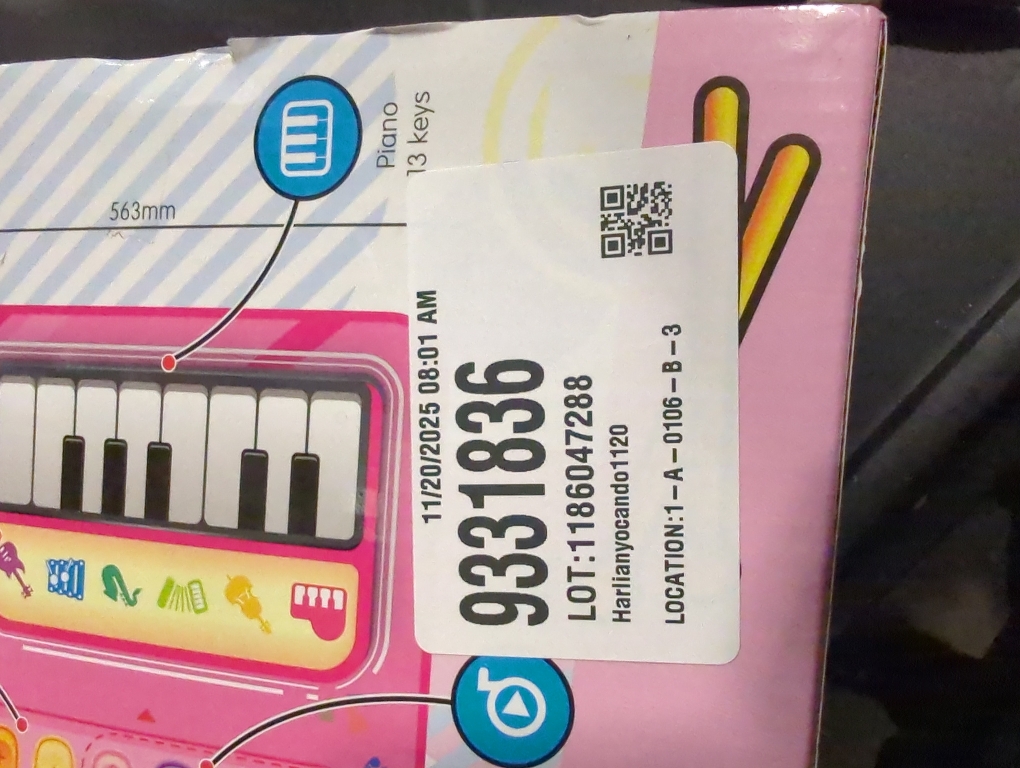 563mm
Piano
13 keys
11/20/2025 08:01 AM
9331836
LOT:1186047288
Harlianyocando1120
LOCATION:1-A-0106-B-3